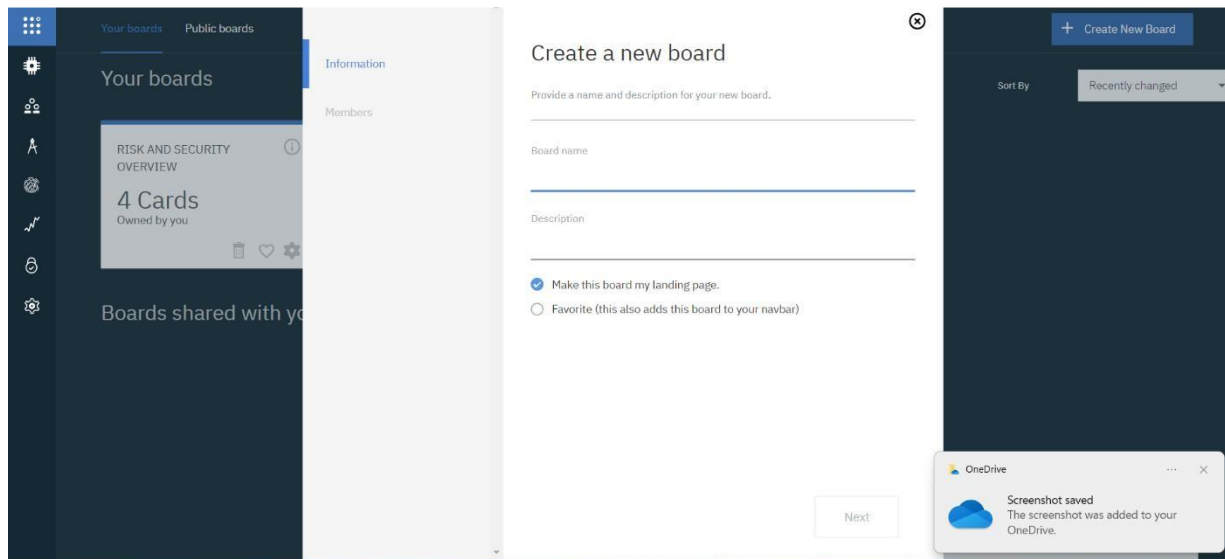 Your boards
Public boards
Your boards
RISK AND SECURITY
OVERVIEW
4 Cards
Owned by you
Boards shared with yo
Information
Members
Create a new board
Provide a name and description for your new board.
Board name
Description
Make this board my landing page.
Favorite (this also adds this board to your navbar)
Next
+ Create New Board
Sort By
Recently changed
OneDrive
Screenshot saved
The screenshot was added to your
OneDrive.